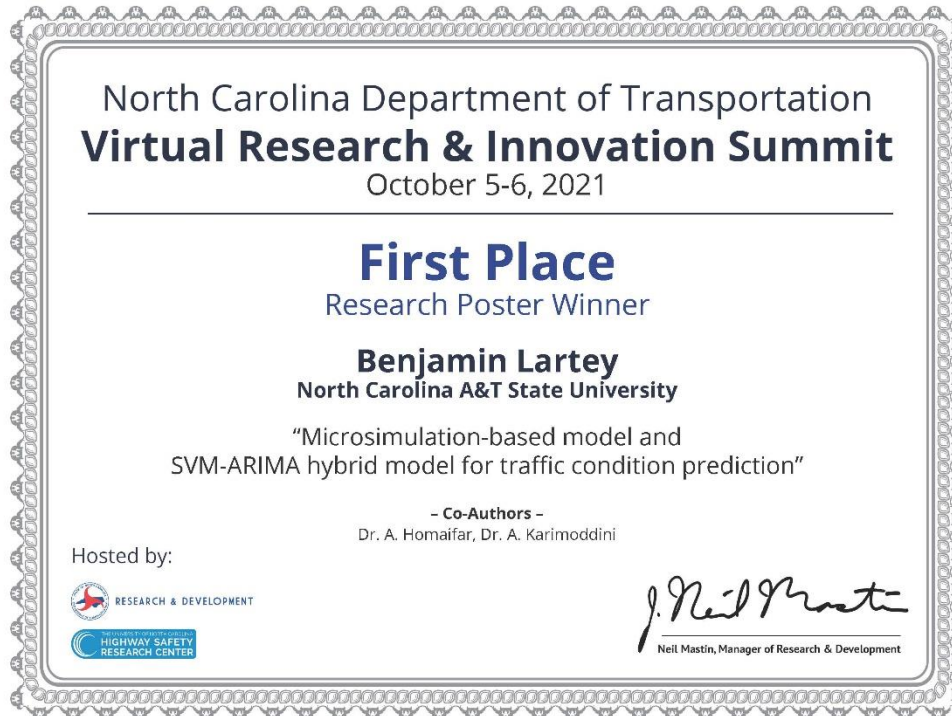 North Carolina Department of Transportation
Virtual Research & Innovation Summit
October 5-6, 2021
First Place
Research Poster Winner
Benjamin Lartey
North Carolina A&T State University
“Microsimulation-based model and
SVM-ARIMA hybrid model for traffic condition prediction”
– Co-Authors –
Dr. A. Homaifar, Dr. A. Karimoddini
Hosted by:
RESEARCH & DEVELOPMENT
THE UNIVERSITY OF NORTH CAROLINA
HIGHWAY SAFETY
RESEARCH CENTER
J. Neil Mastin
Neil Mastin, Manager of Research & Development